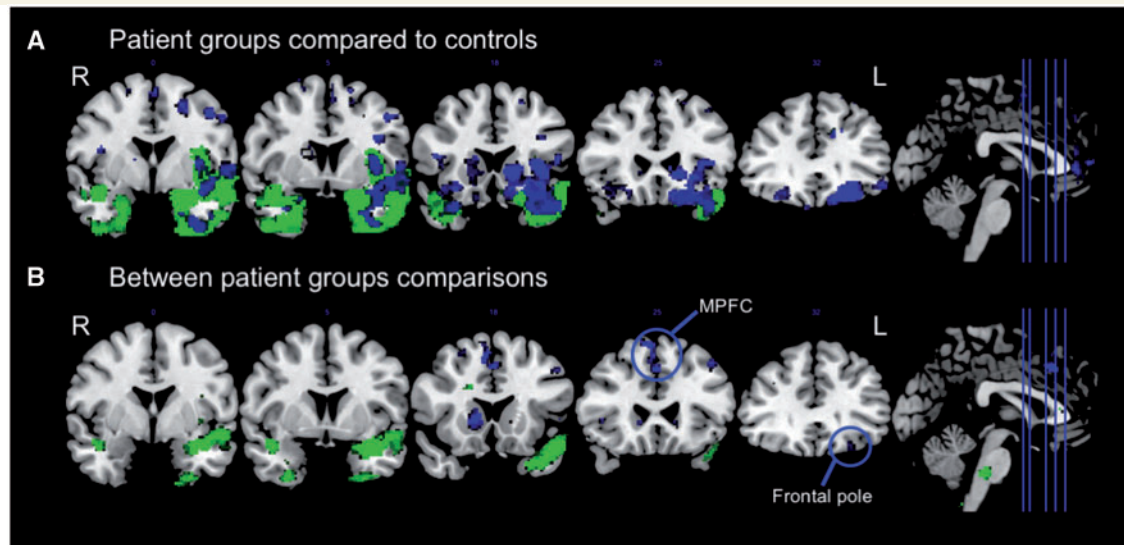 A Patient groups compared to controls
R L
0 5 18 25 32
B Between patient groups comparisons
MPFC
R L
0 5 18 25 32
Frontal pole